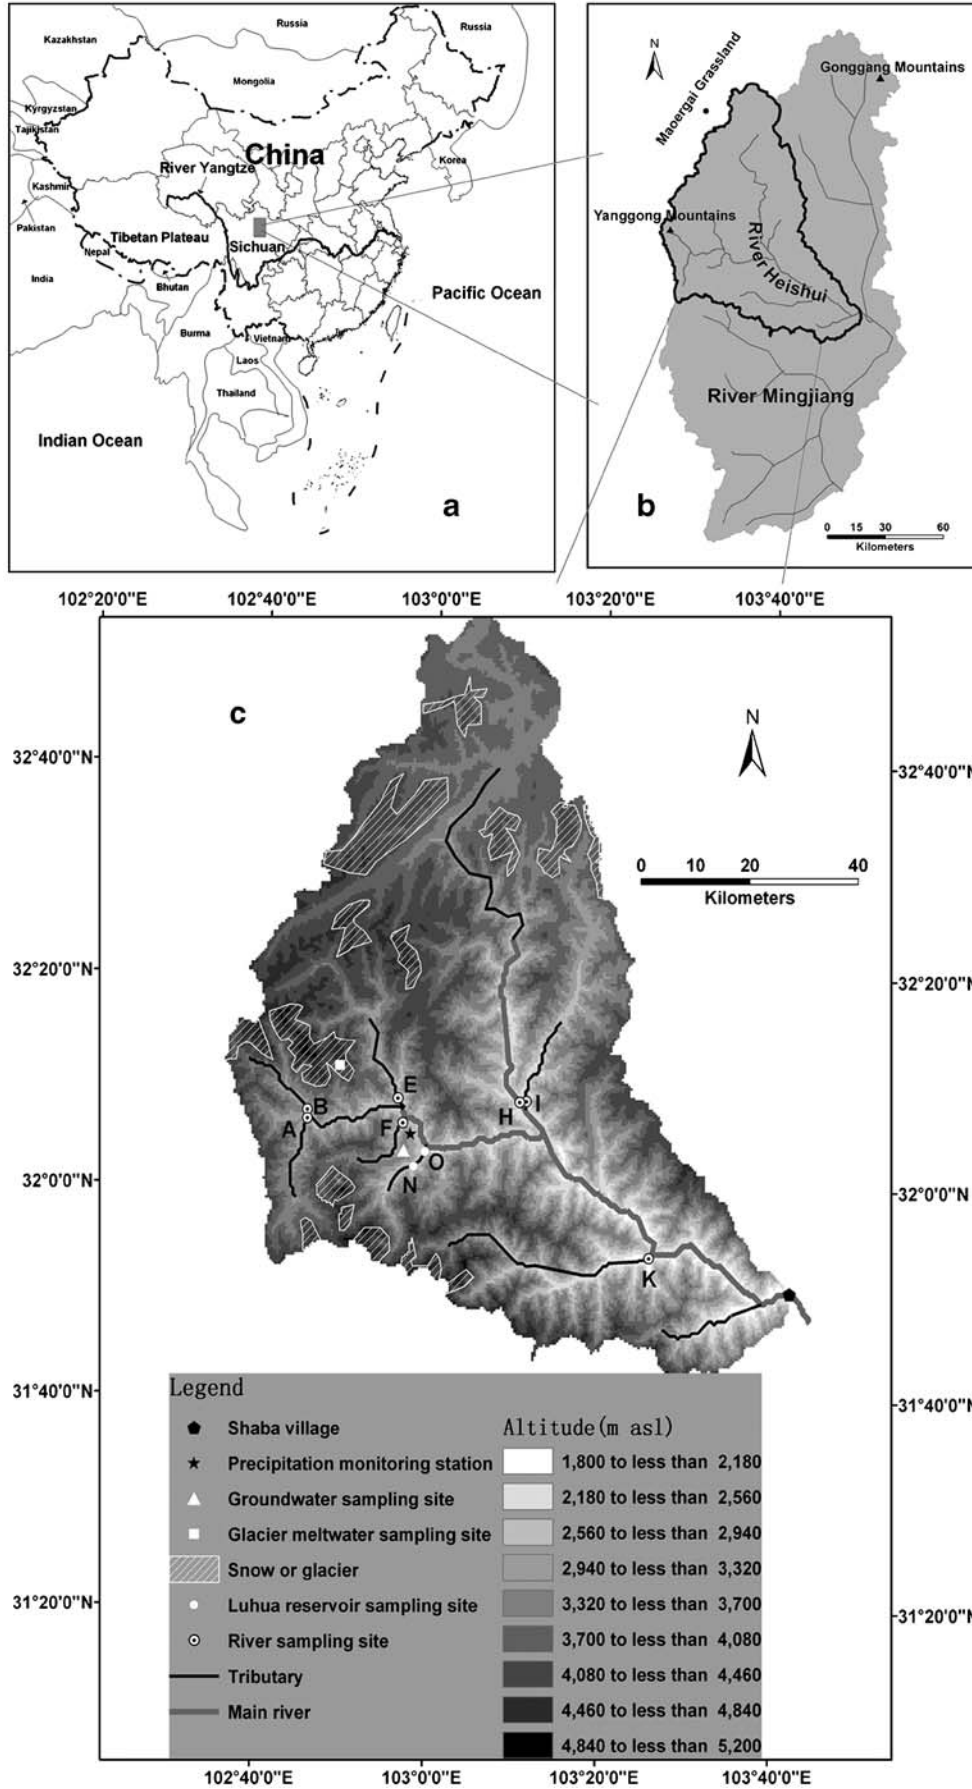 Russia
Russia
Kazakhstan
Mongolia
Kyrgyzstan
Tajikistan
China
Korea
River Yangtze
Kashmir
Pakistan
Tibetan Plateau
Sichuan
Nepal
India
Bhutan
Pacific Ocean
Burma
Vietnam
Laos
Thailand
Indian Ocean
a
N
Maoergai Grassland
Gonggang Mountains
Yanggong Mountains
River Heishui
River Mingjiang
b
0 15 30 60
Kilometers
102°20'0"E 102°40'0"E 103°0'0"E 103°20'0"E 103°40'0"E
c
N
32°40'0"N 32°40'0"N
0 10 20 40
Kilometers
32°20'0"N 32°20'0"N
E
B
A
F
H
I
O
N
32°0'0"N 32°0'0"N
K
31°40'0"N 31°40'0"N
Legend
Shaba village
Precipitation monitoring station
Groundwater sampling site
Glacier meltwater sampling site
Snow or glacier
Luhua reservoir sampling site
River sampling site
Tributary
Main river
Altitude(m asl)
1,800 to less than 2,180
2,180 to less than 2,560
2,560 to less than 2,940
2,940 to less than 3,320
3,320 to less than 3,700
3,700 to less than 4,080
4,080 to less than 4,460
4,460 to less than 4,840
4,840 to less than 5,200
31°20'0"N 31°20'0"N
102°40'0"E 103°0'0"E 103°20'0"E 103°40'0"E